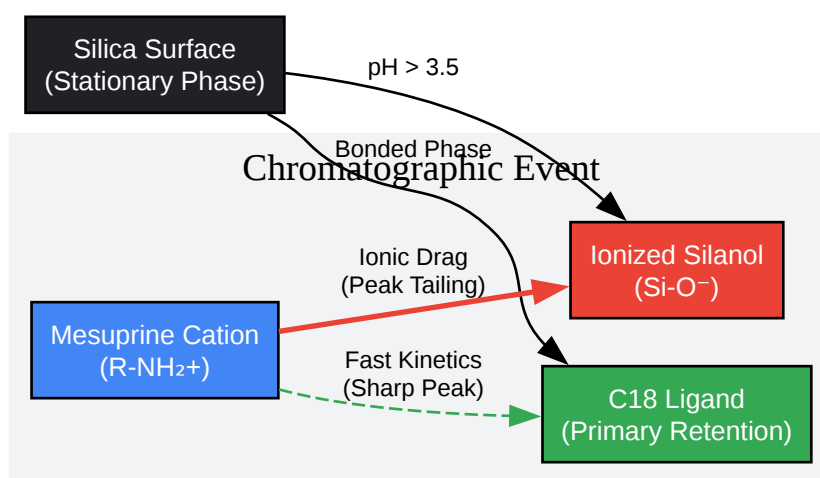 Silica Surface
(Stationary Phase)
pH > 3.5
Bonded Phase
Chromatographic Event
Ionized Silanol
(Si-O⁻)
Ionic Drag
(Peak Tailing)
Mesuprine Cation
(R-NH₂+)
Fast Kinetics
(Sharp Peak)
C18 Ligand
(Primary Retention)